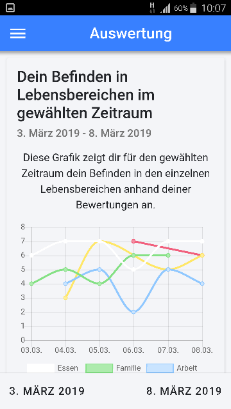 60% 10:07
Auswertung
Dein Befinden in
Lebensbereichen im
gewählten Zeitraum
3. März 2019 - 8. März 2019
Diese Grafik zeigt dir für den gewählten
Zeitraum dein Befinden in den einzelnen
Lebensbereichen anhand deiner
Bewertungen an.
8
7
6
5
4
3
2
1
0
03.03. 04.03. 05.03. 06.03. 07.03. 08.03.
Essen Familie Arbeit
3. MÄRZ 2019 8. MÄRZ 2019